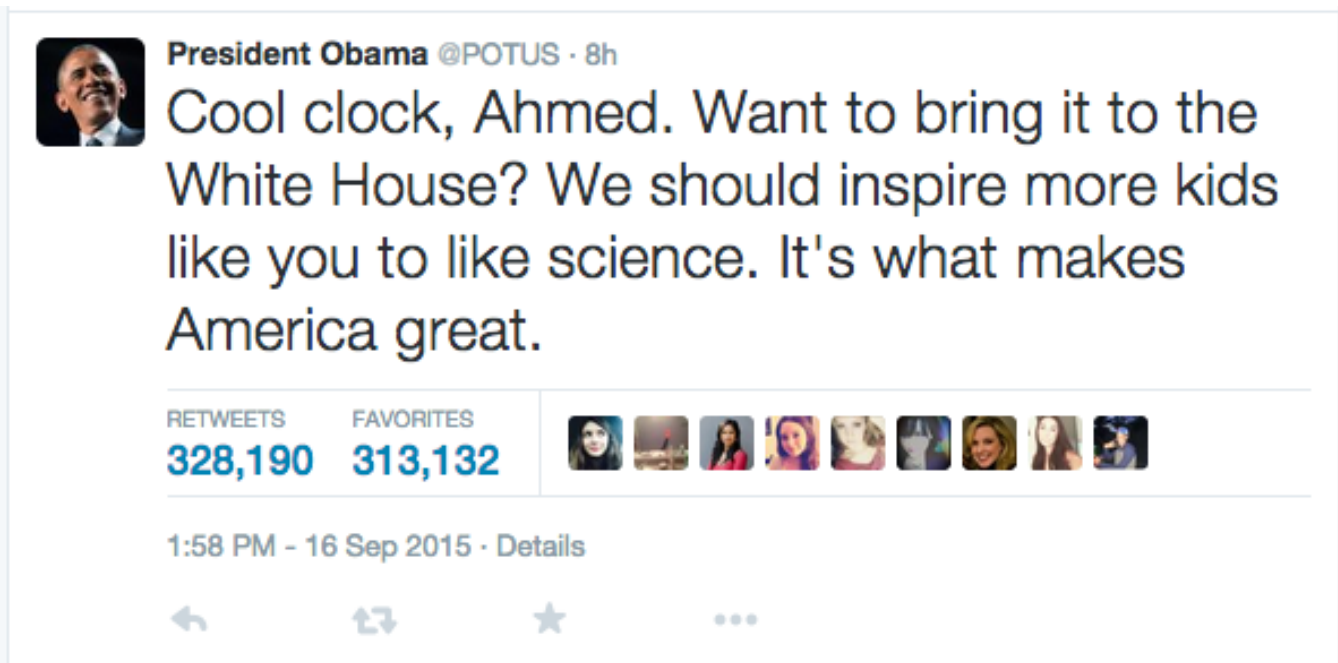 President Obama @POTUS · 8h
Cool clock, Ahmed. Want to bring it to the
White House? We should inspire more kids
like you to like science. It's what makes
America great.
RETWEETS FAVORITES
328,190 313,132
1:58 PM - 16 Sep 2015 · Details